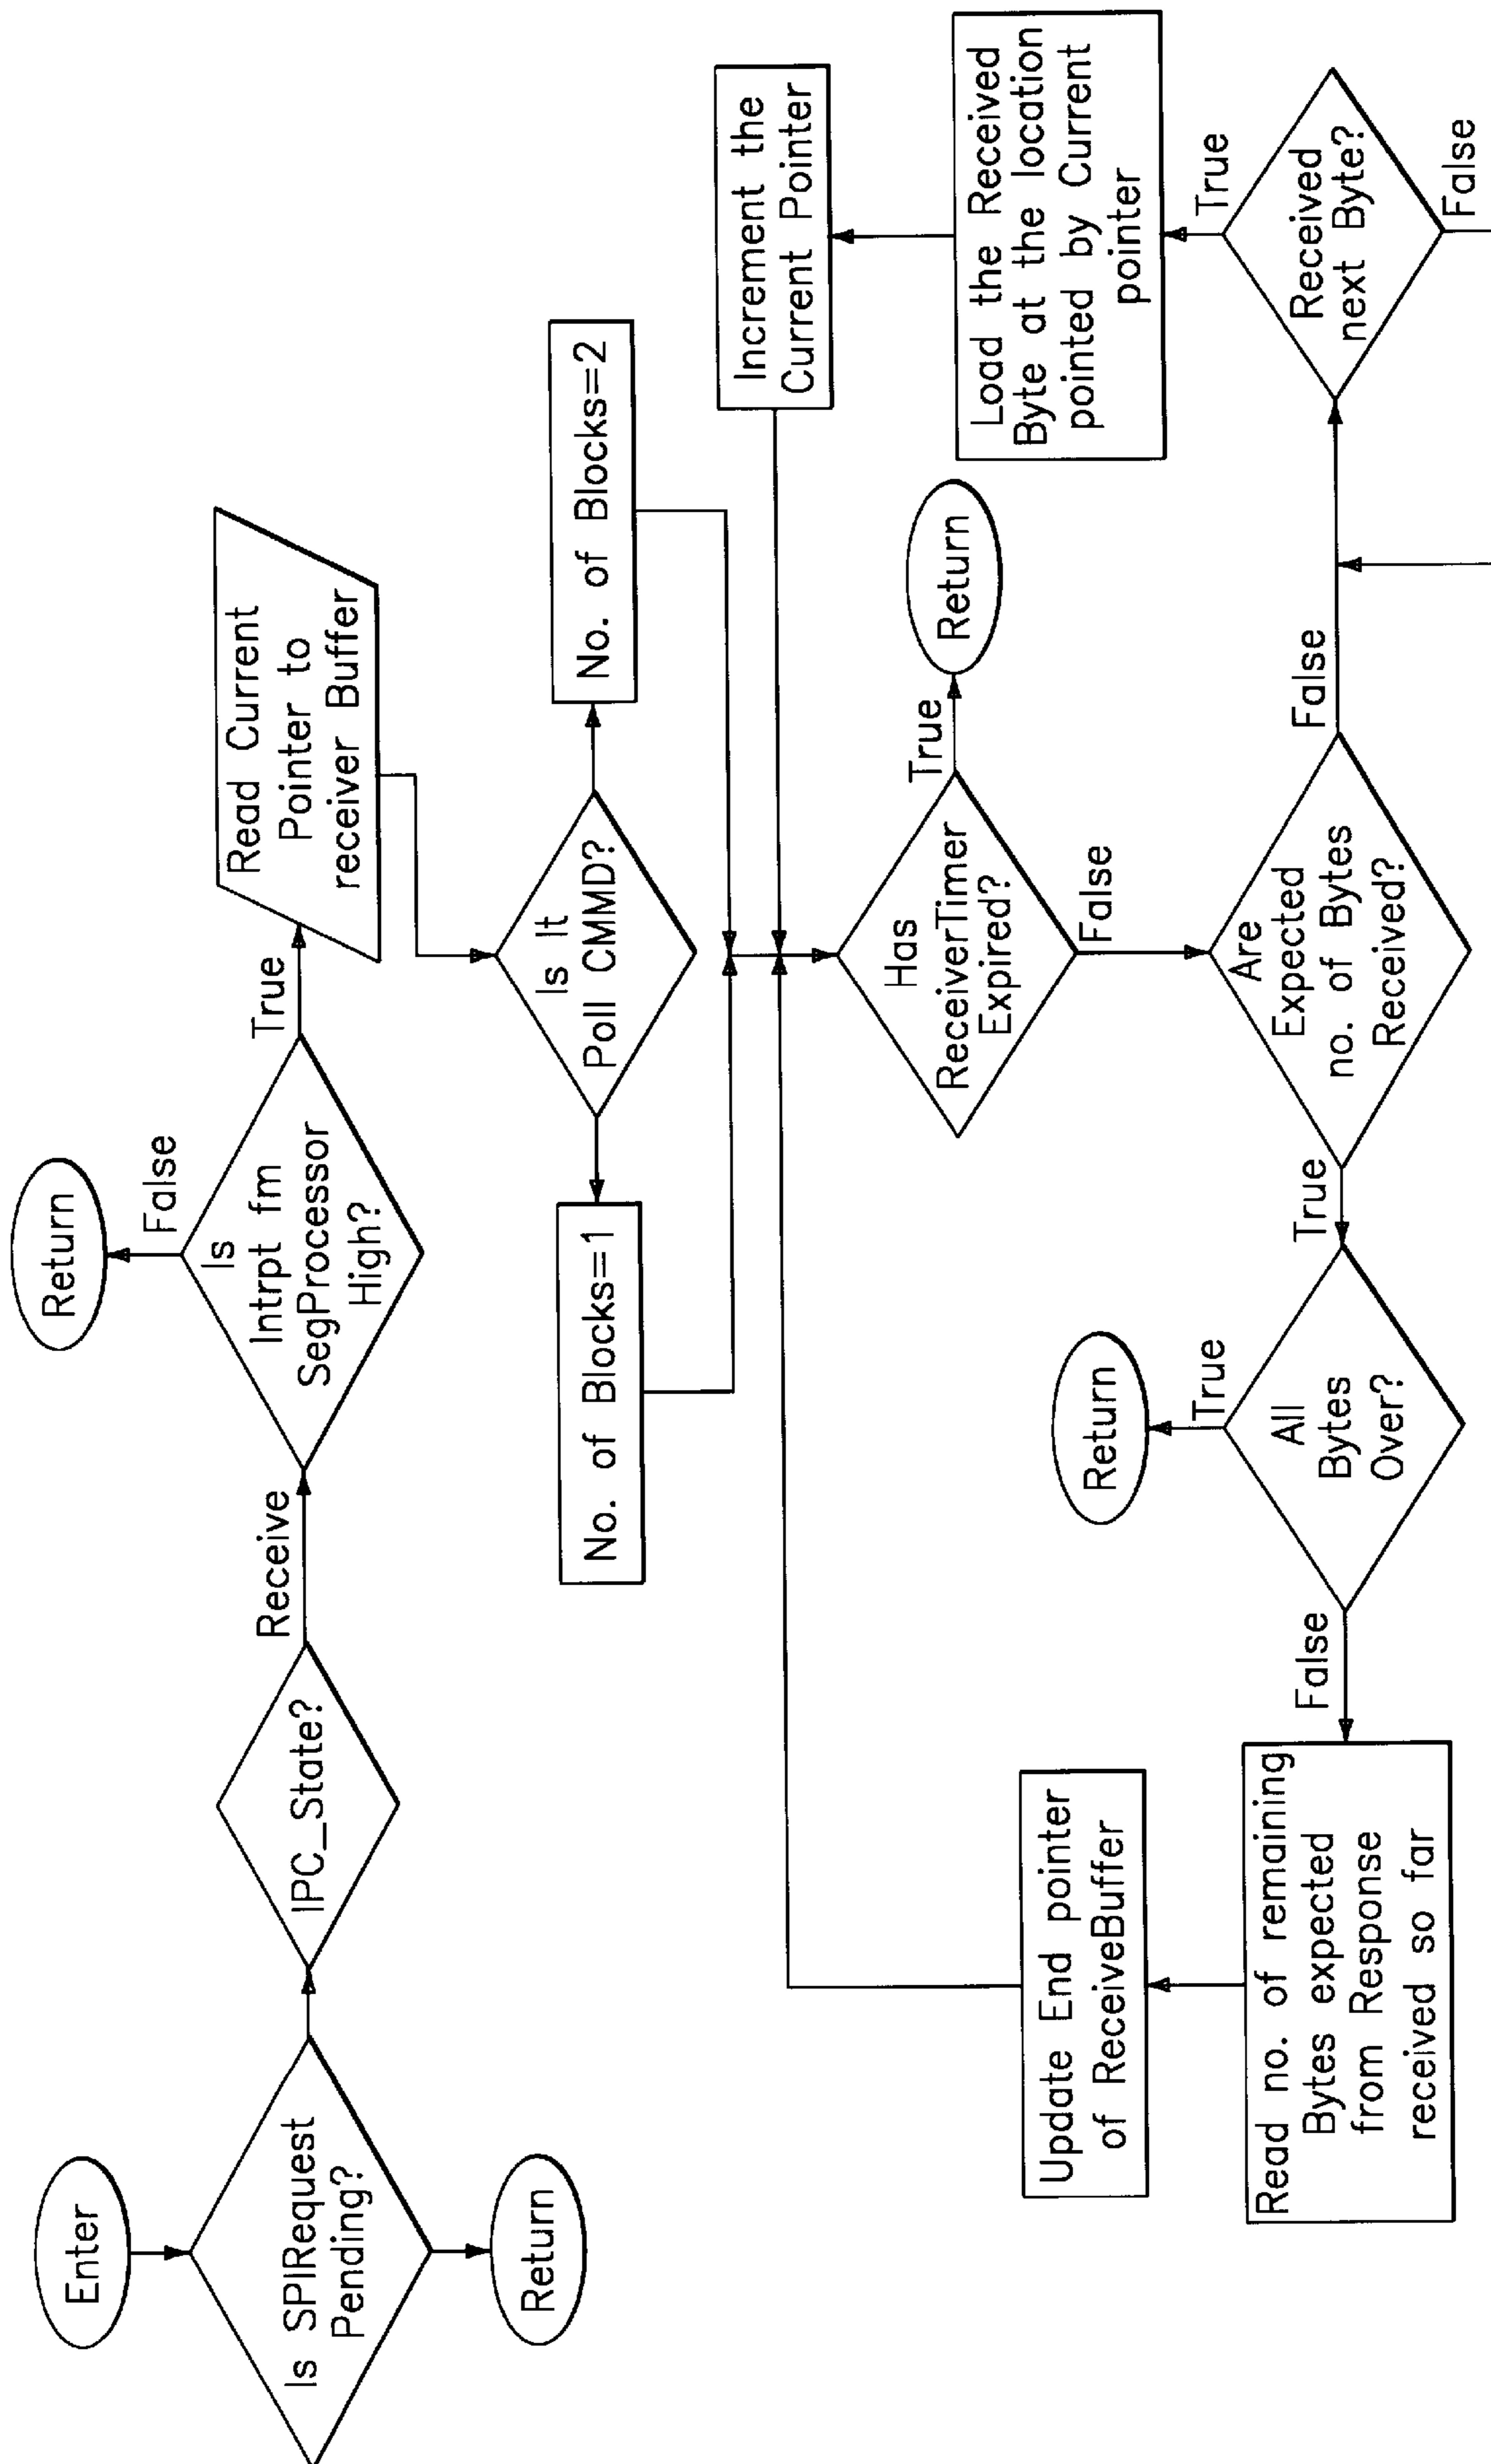 Enter
Is SPIRequest
Pending?
Return
IPC_State?
Receive
Is
Intrpt fm
SegProcessor
High?
False
Return
True
Read Current
Pointer to
receiver Buffer
Is It
Poll CMMD?
No. of Blocks=1
No. of Blocks=2
Increment the
Current Pointer
Has
ReceiverTimer
Expired?
True
Return
False
Load the Received
Byte at the location
pointed by Current
pointer
Update End pointer
of ReceiveBuffer
Return
True
Read no. of remaining
Bytes expected
from Response
received so far
False
All
Bytes
Over?
True
Are
Expected
no. of Bytes
Received?
False
Received
next Byte?
True
False